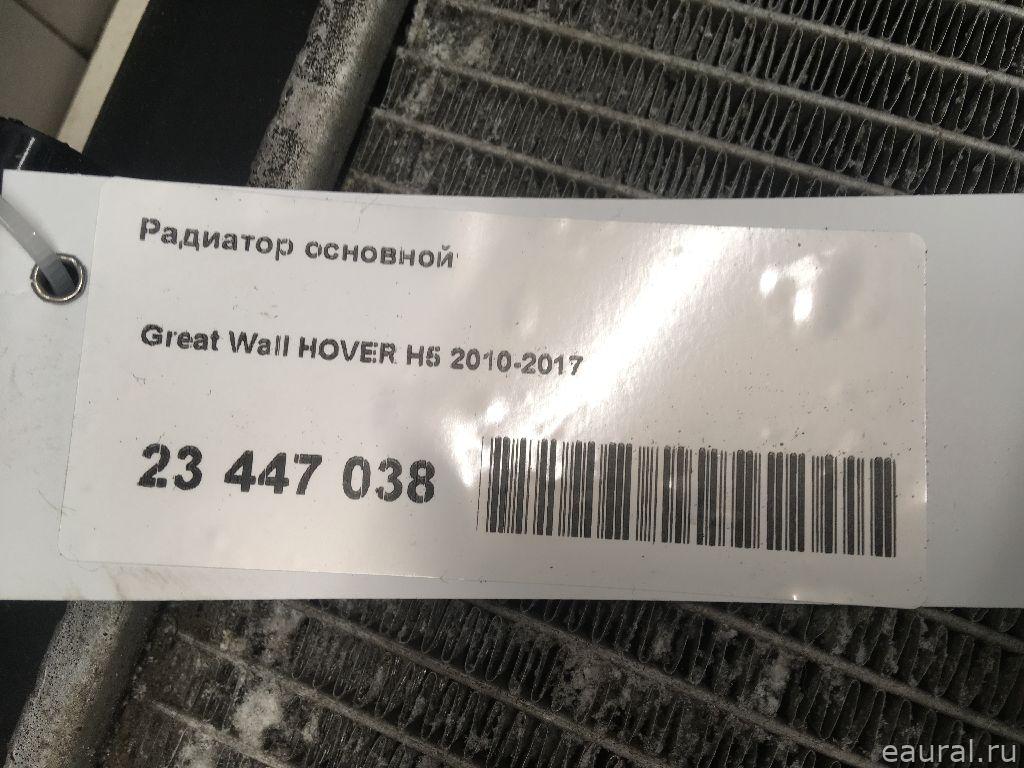 Радиатор основной
Great Wall HOVER H5 2010-2017
23 447 038
eaural.ru